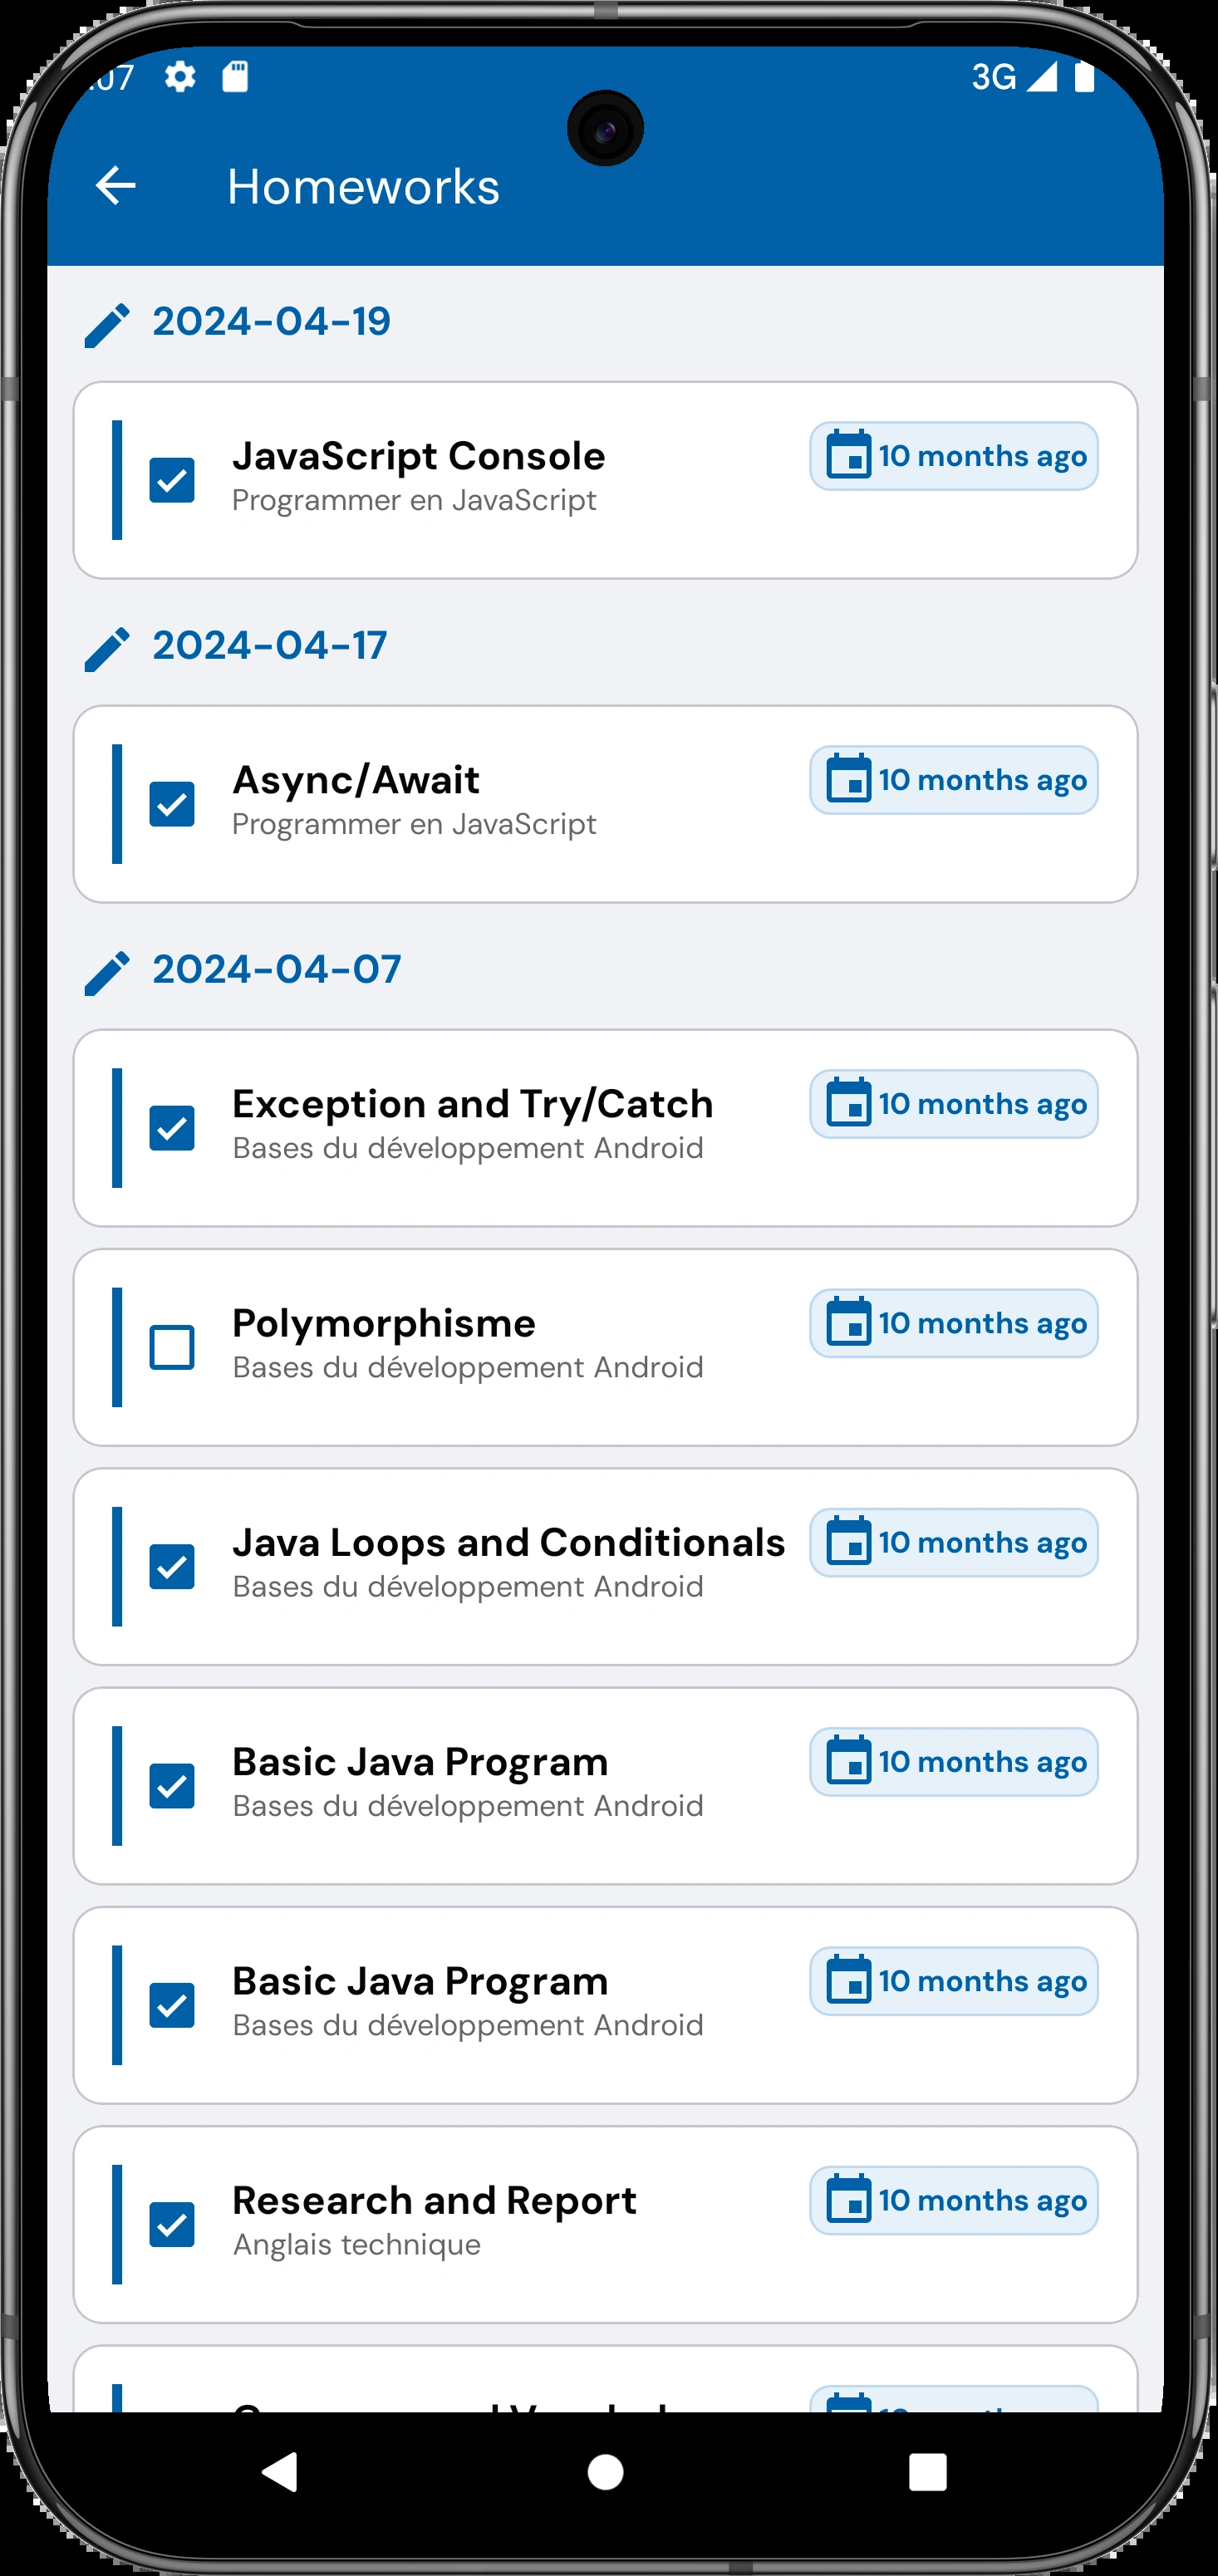 :07 3G
Homeworks
2024-04-19
JavaScript Console 10 months ago
Programmer en JavaScript
2024-04-17
Async/Await 10 months ago
Programmer en JavaScript
2024-04-07
Exception and Try/Catch 10 months ago
Bases du développement Android
Polymorphisme 10 months ago
Bases du développement Android
Java Loops and Conditionals 10 months ago
Bases du développement Android
Basic Java Program 10 months ago
Bases du développement Android
Basic Java Program 10 months ago
Bases du développement Android
Research and Report 10 months ago
Anglais technique